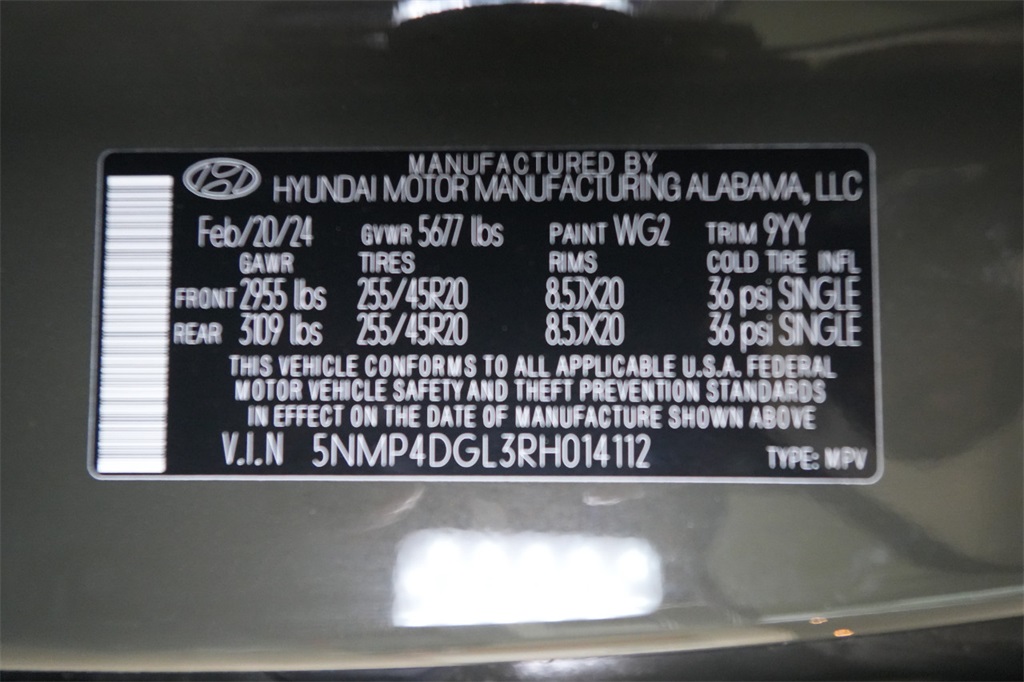 MANUFACTURED BY
HYUNDAI MOTOR MANUFACTURING ALABAMA, LLC
Feb/20/24 GVWR 5677 lbs PAINT WG2 TRIM 9YY
GAWR TIRES RIMS COLD TIRE INFL
FRONT 2955 lbs 255/45R20 8.5JX20 36 psi SINGLE
REAR 3109 lbs 255/45R20 8.5JX20 36 psi SINGLE
THIS VEHICLE CONFORMS TO ALL APPLICABLE U.S.A. FEDERAL
MOTOR VEHICLE SAFETY AND THEFT PREVENTION STANDARDS
IN EFFECT ON THE DATE OF MANUFACTURE SHOWN ABOVE
V.I.N 5NMP4DGL3RH014112 TYPE: MPV